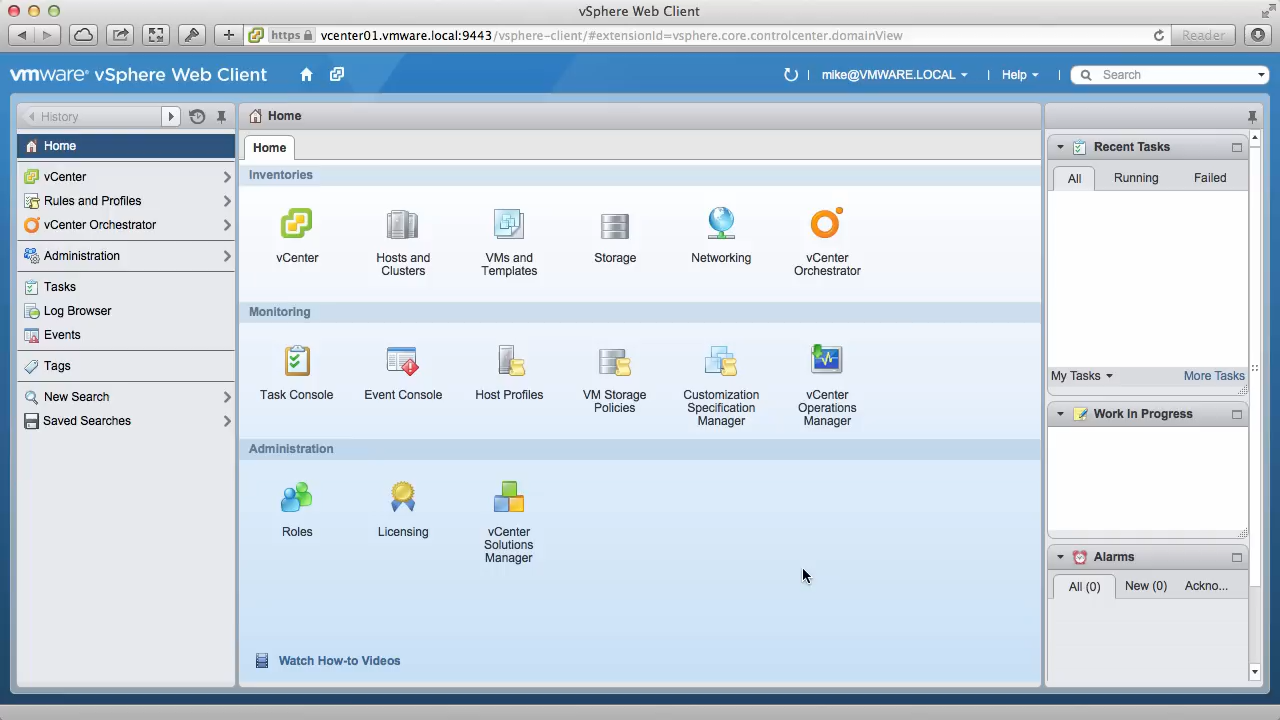 vSphere Web Client
https vcenter01.vmware.local:9443/vsphere-client/#extensionId=vsphere.core.controlcenter.domainView
Reader
vmware® vSphere Web Client
mike@VMWARE.LOCAL
Help
Search
History
Home
vCenter
Rules and Profiles
vCenter Orchestrator
Administration
Tasks
Log Browser
Events
Tags
New Search
Saved Searches
Home
Home
Inventories
vCenter
Hosts and
Clusters
VMs and
Templates
Storage
Networking
vCenter
Orchestrator
Monitoring
Task Console
Event Console
Host Profiles
VM Storage
Policies
Customization
Specification
Manager
vCenter
Operations
Manager
Administration
Roles
Licensing
vCenter
Solutions
Manager
Watch How-to Videos
Recent Tasks
All Running Failed
My Tasks More Tasks
Work In Progress
Alarms
All (0) New (0) Ackno...